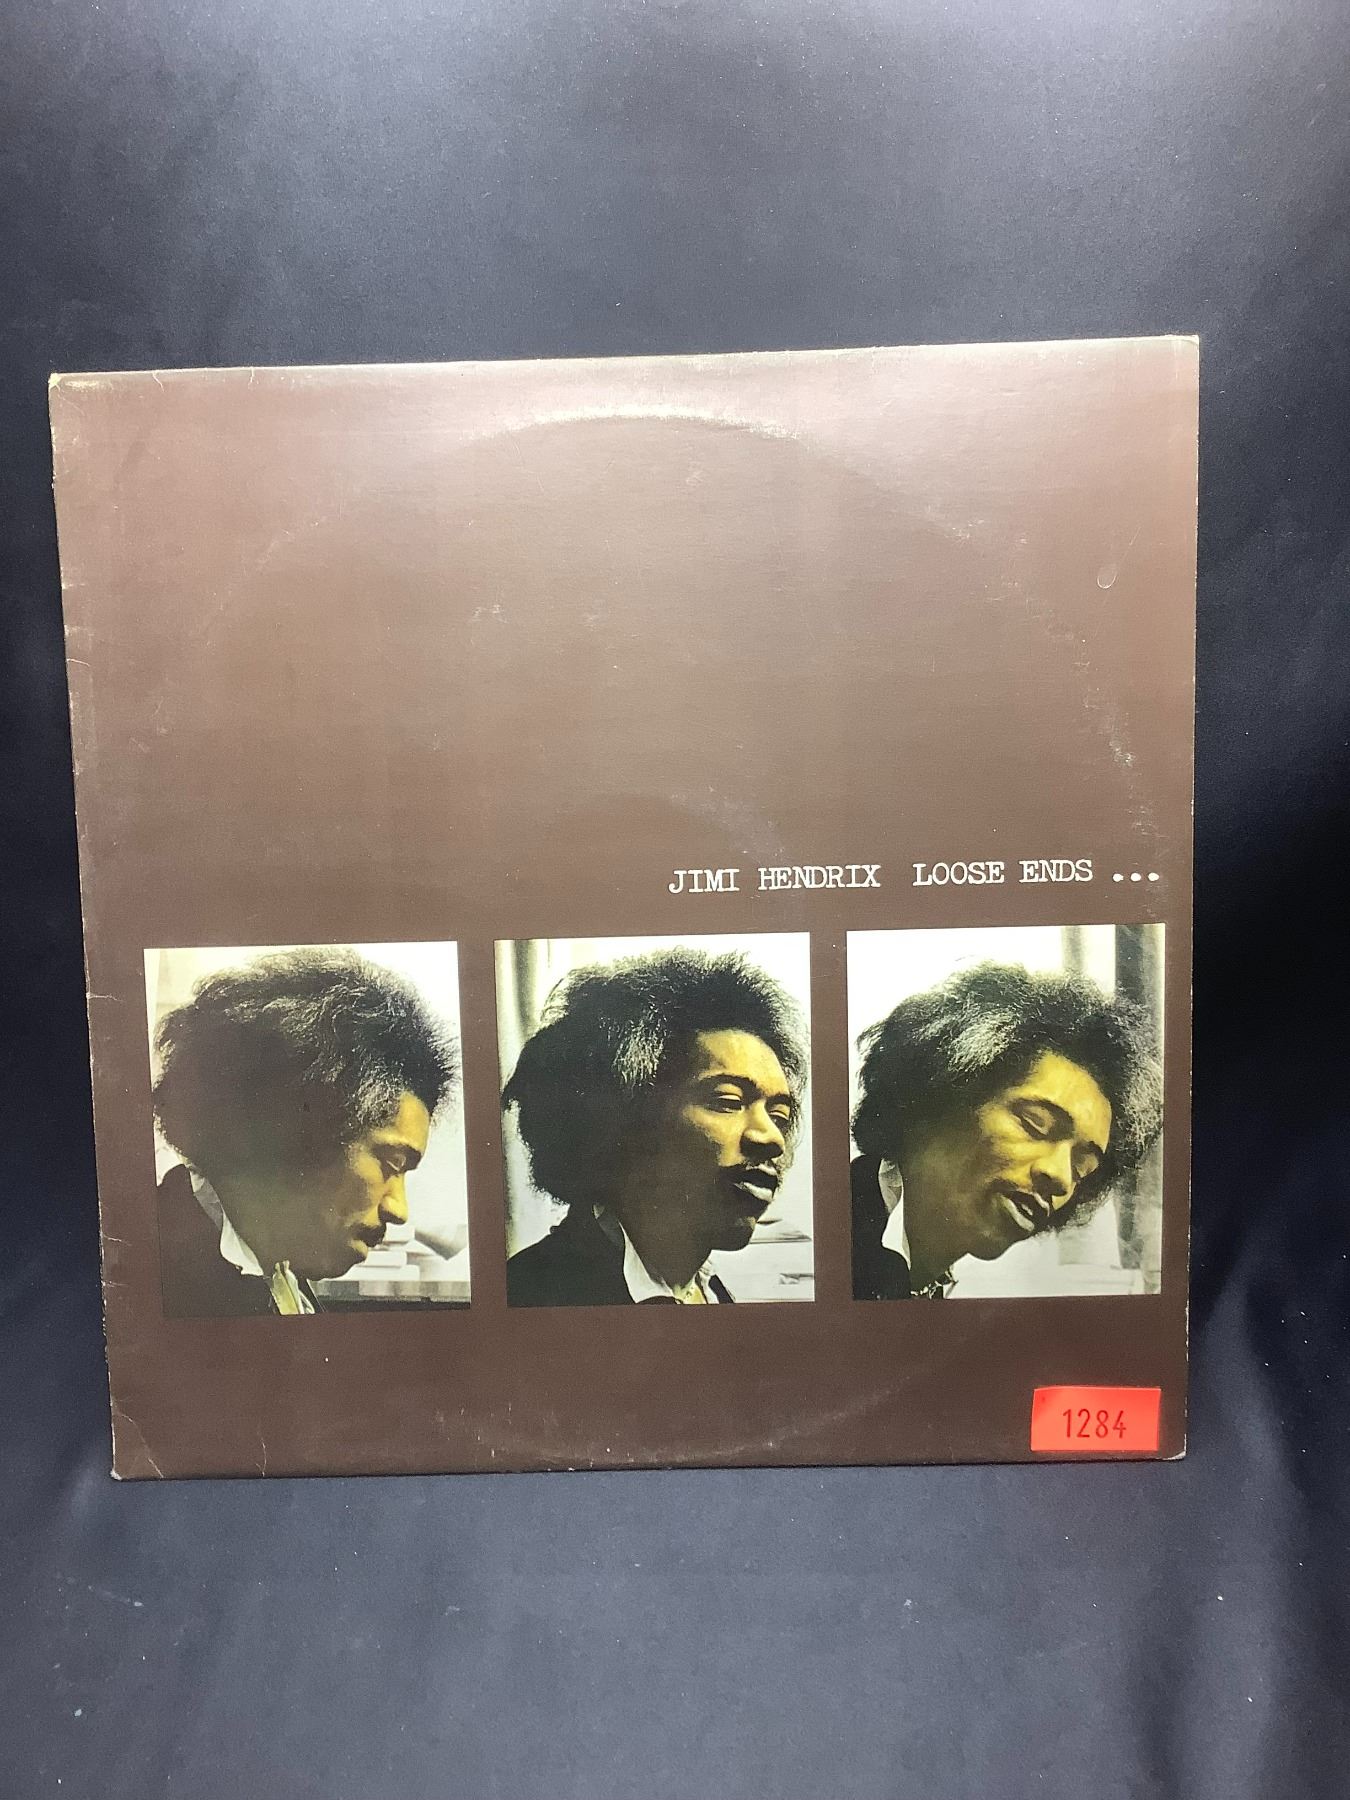 JIMI HENDRIX LOOSE ENDS ...
1284